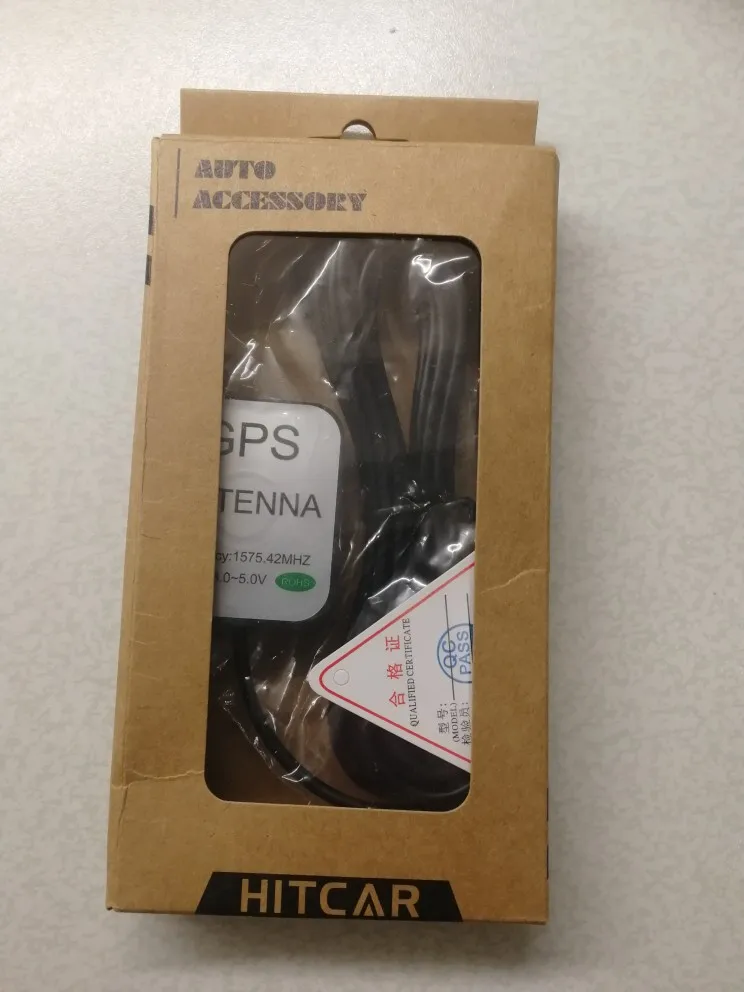 AUTO
ACCESSORY
GPS
TENNA
cy:1575.42MHZ
.0~5.0V
ROHS
合格证
QUALIFIED CERTIFICATE
型号:
(MODEL)
检验员:
QC
PASS
HITCAR